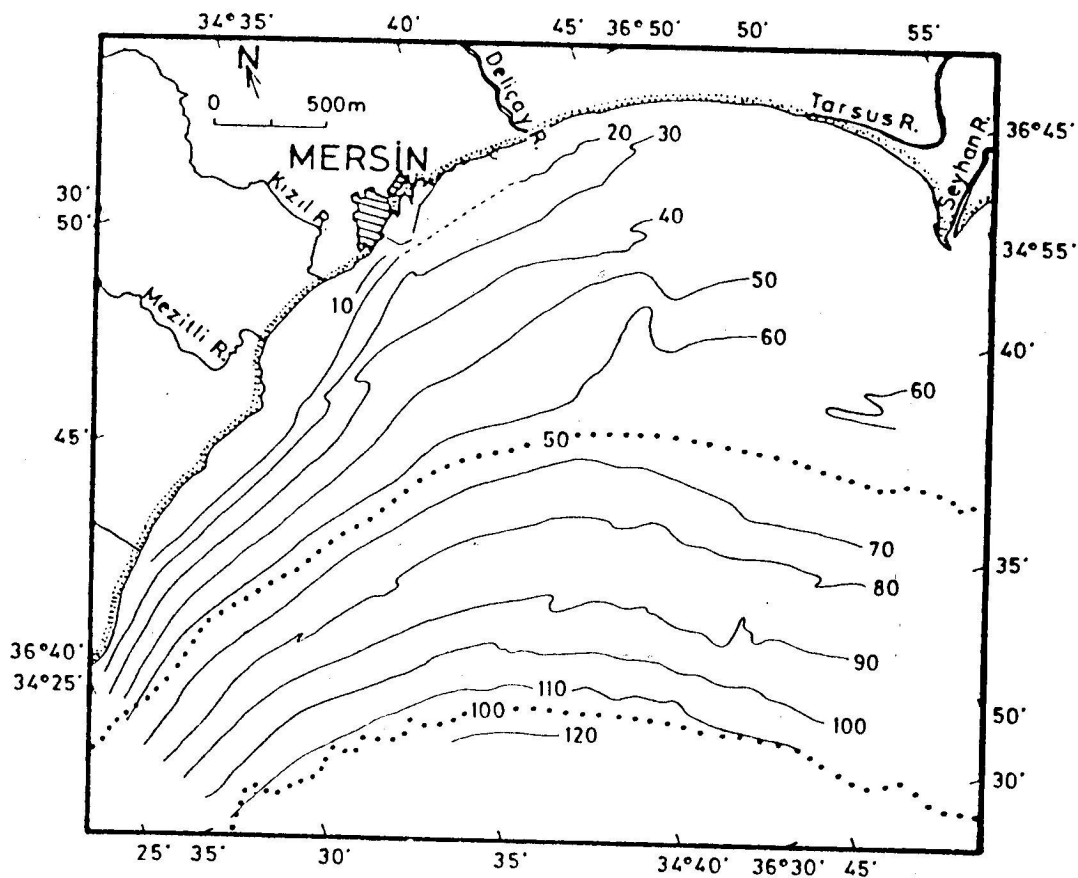 34°35' 40' 45' 36°50' 50' 55'
N
0 500m
Deliçay R.
Tarsus R.
36°45'
20 30
MERSİN
Seyhan R.
30'
50'
Kızıl R.
40
34°55'
10
50
Mezitli R.
60
40'
60
45'
50
70
35'
80
36°40'
90
34°25'
110
100
100
50'
120
30'
25' 35' 30' 35' 34°40' 36°30' 45'